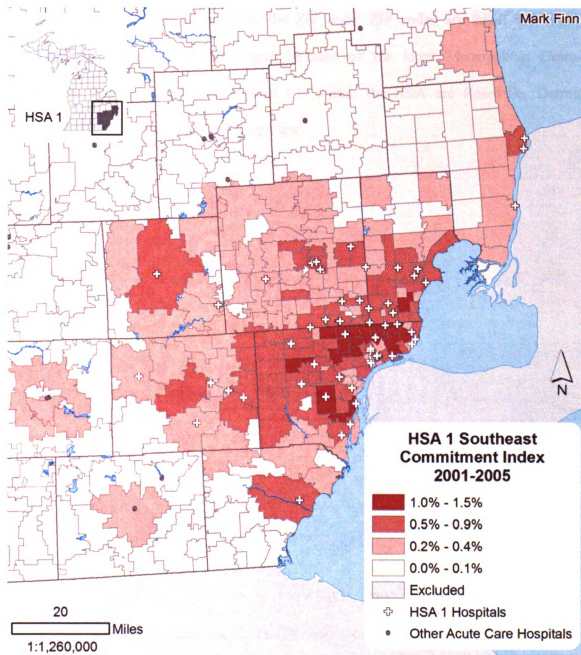 Mark Finn
HSA 1
N
HSA 1 Southeast
Commitment Index
2001-2005
1.0% - 1.5%
0.5% - 0.9%
0.2% - 0.4%
0.0% - 0.1%
Excluded
HSA 1 Hospitals
Other Acute Care Hospitals
20
Miles
1:1,260,000